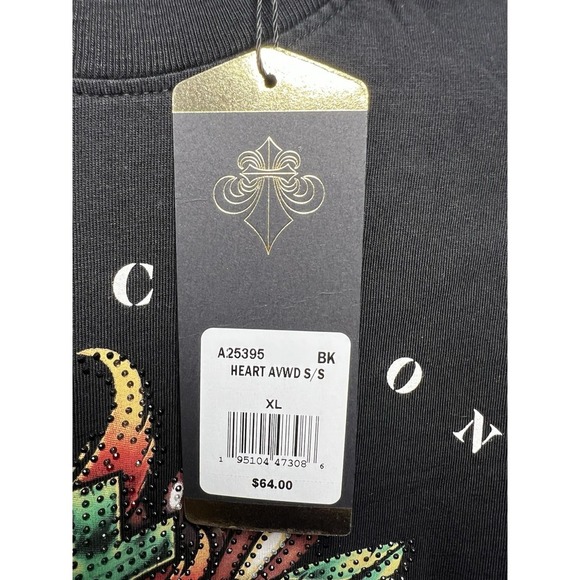 C
O
N
A25395 BK
HEART AVWD S/S
XL
1 95104 47308 6
$64.00